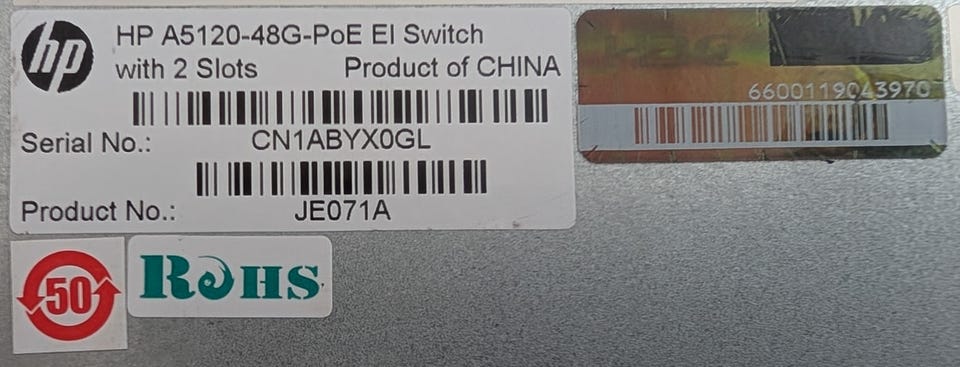 hp
HP A5120-48G-PoE EI Switch
with 2 Slots Product of CHINA
Serial No.: CN1ABYX0GL
Product No.: JE071A
6600119043970
50
RoHS